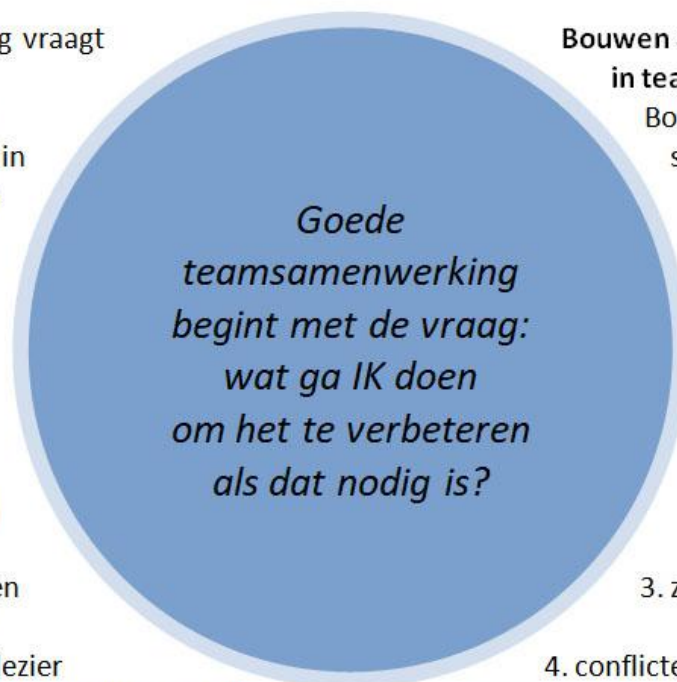 g vraagt
in
en
lezier
Goede
teamsamenwerking
begint met de vraag:
wat ga IK doen
om het te verbeteren
als dat nodig is?
Bouwen
in tea
Bo
s
3. z
4. conflicte